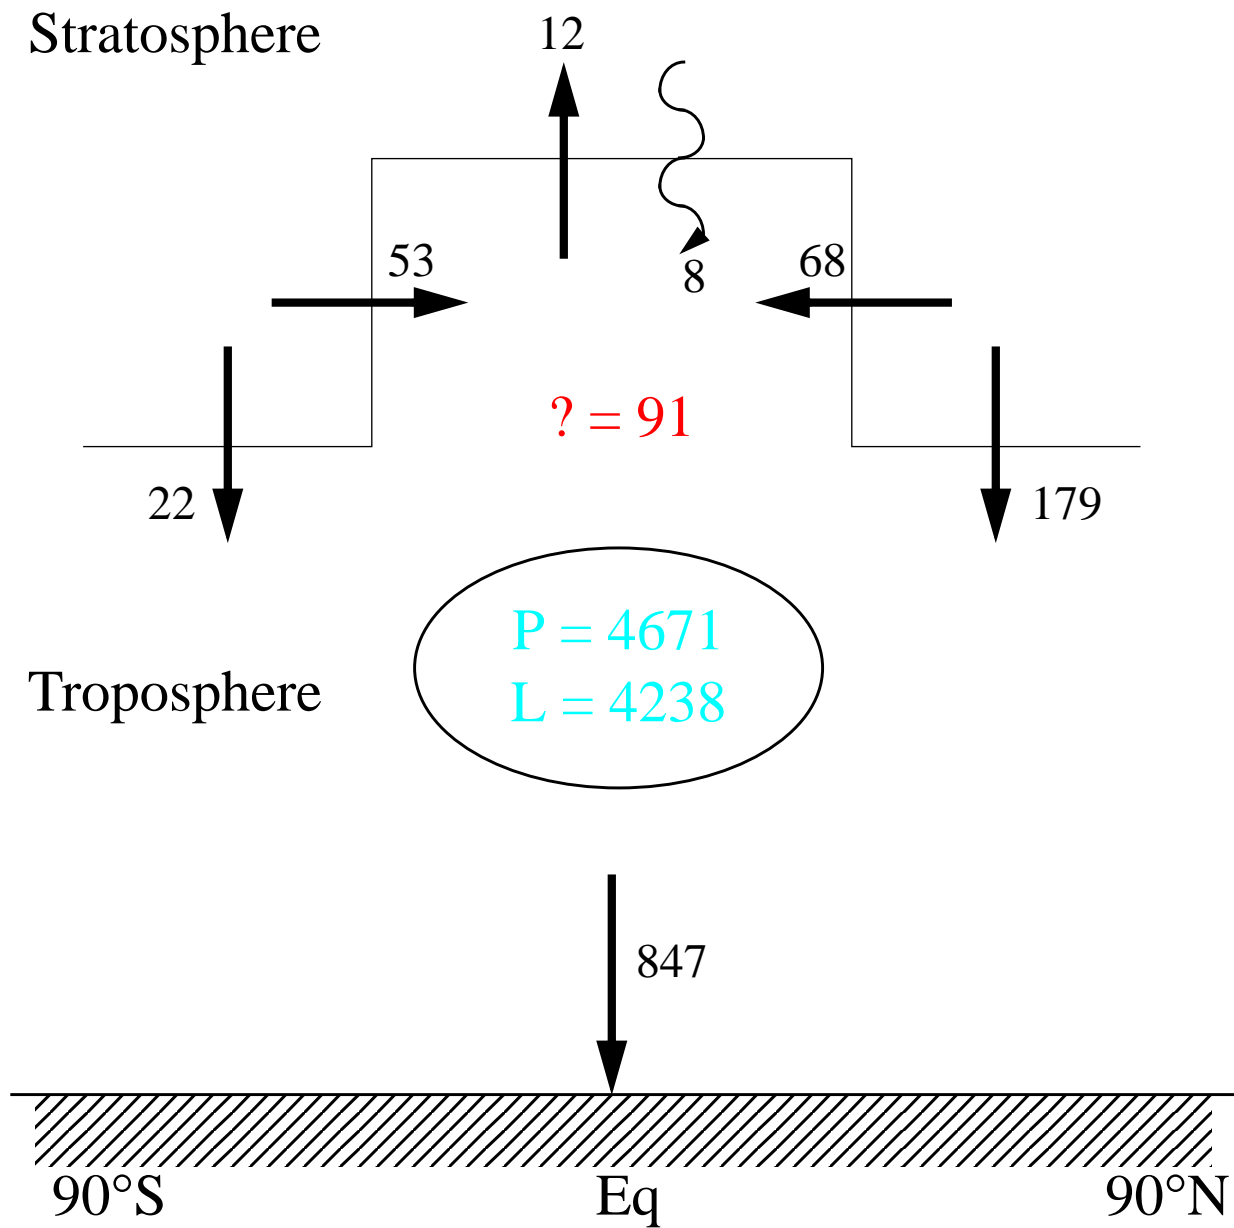 Stratosphere
12
53
8
68
? = 91
22
179
P = 4671
L = 4238
Troposphere
847
90°S
Eq
90°N